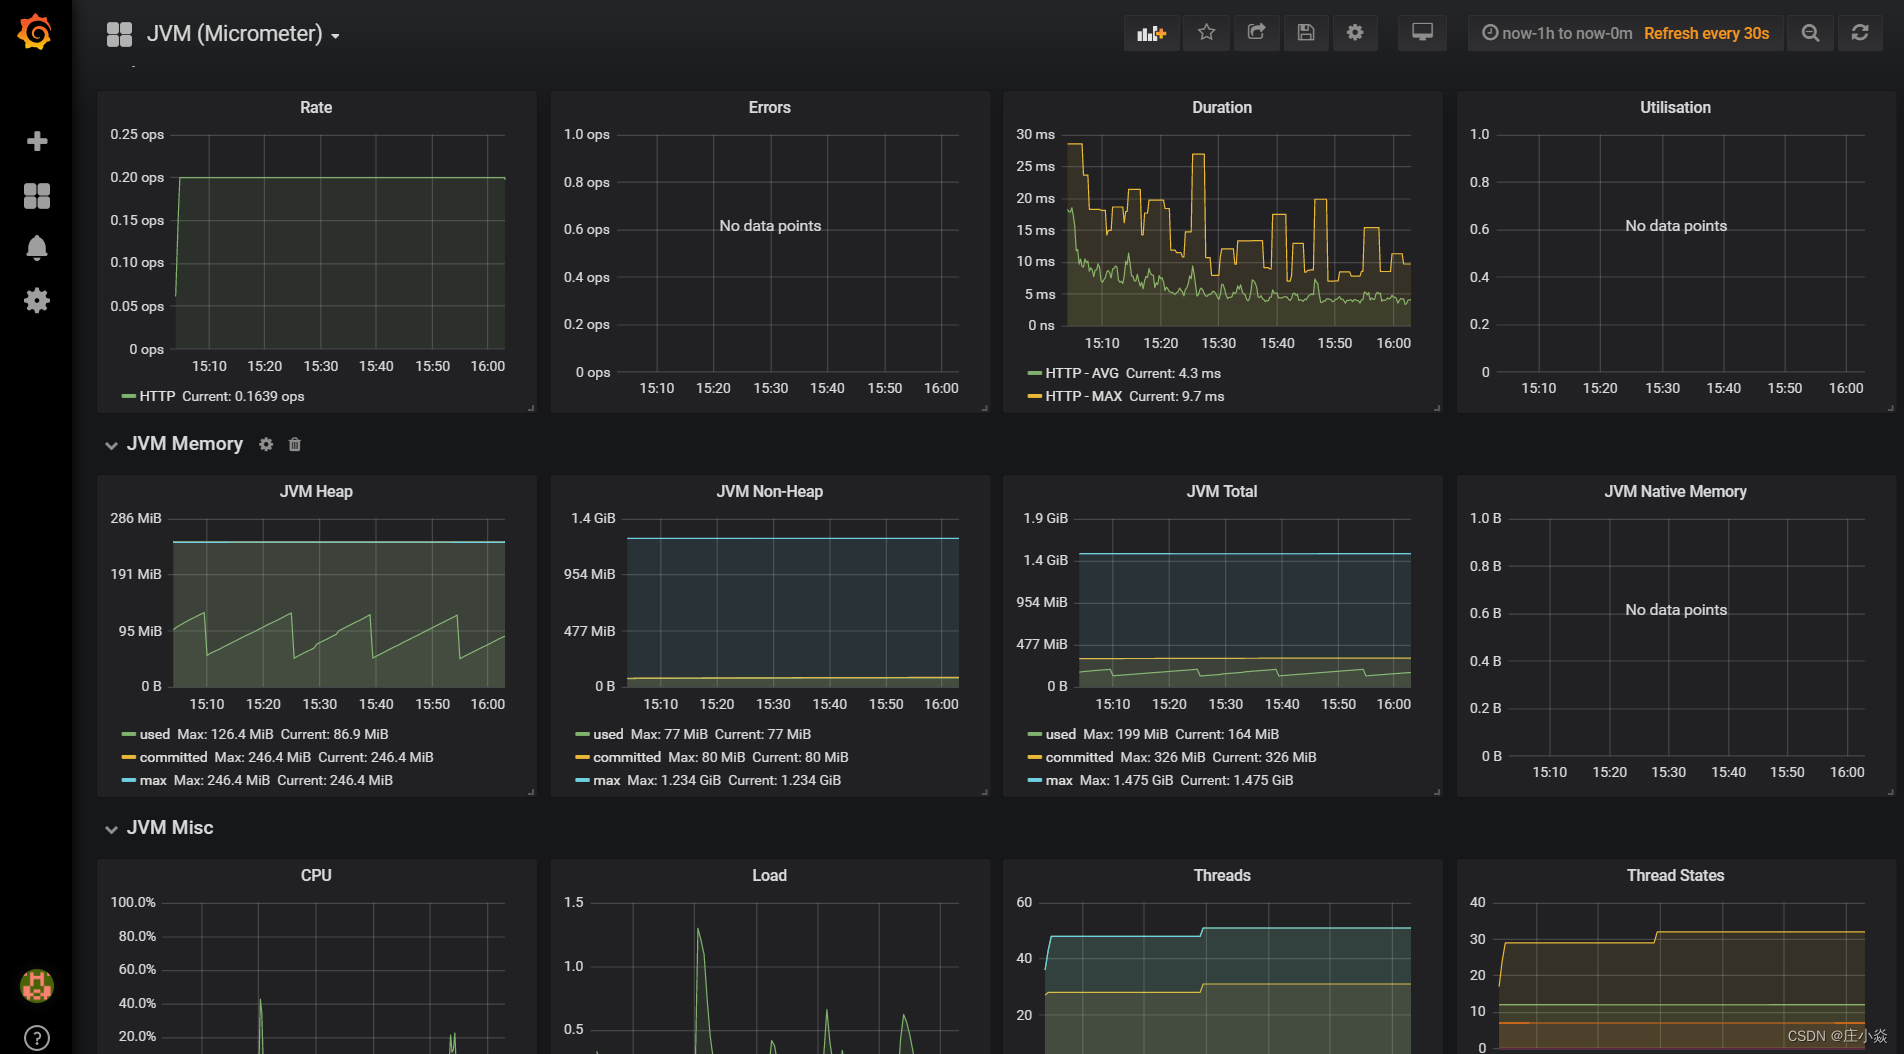 JVM (Micrometer)
now-1h to now-0m Refresh every 30s
Rate
0.25 ops
0.20 ops
0.15 ops
0.10 ops
0.05 ops
0 ops
15:10 15:20 15:30 15:40 15:50 16:00
HTTP Current: 0.1639 ops
Errors
1.0 ops
0.8 ops
0.6 ops
0.4 ops
0.2 ops
0 ops
No data points
15:10 15:20 15:30 15:40 15:50 16:00
Duration
30 ms
25 ms
20 ms
15 ms
10 ms
5 ms
0 ns
15:10 15:20 15:30 15:40 15:50 16:00
HTTP - AVG Current: 4.3 ms
HTTP - MAX Current: 9.7 ms
Utilisation
1.0
0.8
0.6
0.4
0.2
0
No data points
15:10 15:20 15:30 15:40 15:50 16:00
JVM Memory
JVM Heap
286 MiB
191 MiB
95 MiB
0 B
15:10 15:20 15:30 15:40 15:50 16:00
used Max: 126.4 MiB Current: 86.9 MiB
committed Max: 246.4 MiB Current: 246.4 MiB
max Max: 246.4 MiB Current: 246.4 MiB
JVM Non-Heap
1.4 GiB
954 MiB
477 MiB
0 B
15:10 15:20 15:30 15:40 15:50 16:00
used Max: 77 MiB Current: 77 MiB
committed Max: 80 MiB Current: 80 MiB
max Max: 1.234 GiB Current: 1.234 GiB
JVM Total
1.9 GiB
1.4 GiB
954 MiB
477 MiB
0 B
15:10 15:20 15:30 15:40 15:50 16:00
used Max: 199 MiB Current: 164 MiB
committed Max: 326 MiB Current: 326 MiB
max Max: 1.475 GiB Current: 1.475 GiB
JVM Native Memory
1.0 B
0.8 B
0.6 B
0.4 B
0.2 B
0 B
No data points
15:10 15:20 15:30 15:40 15:50 16:00
JVM Misc
CPU
100.0%
80.0%
60.0%
40.0%
20.0%
Load
1.5
1.0
0.5
Threads
60
40
20
Thread States
40
30
20
10
0
CSDN @庄小焱